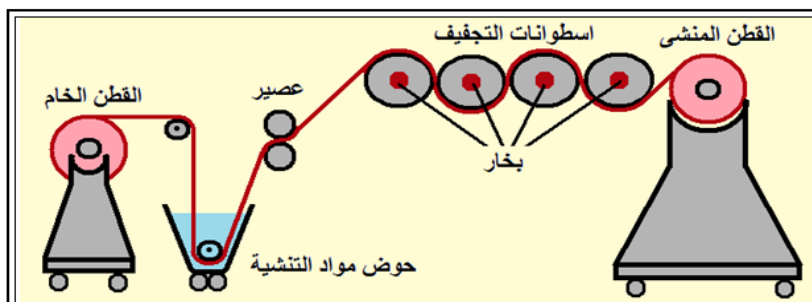 القطن المنشى
اسطوانات التجفيف
عصير
القطن الخام
بخار
حوض مواد التنشية